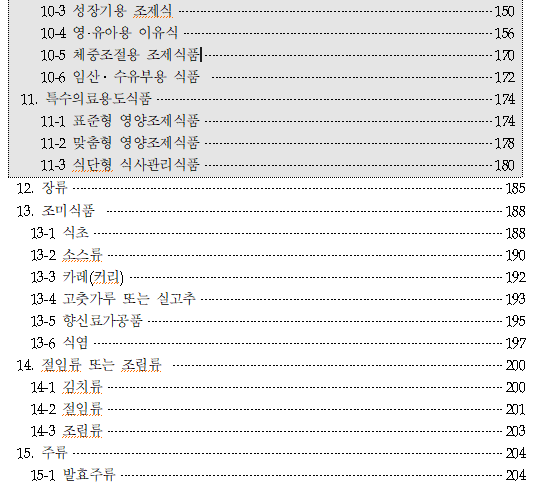 10-3 성장기용 조제식 150
10-4 영·유아용 이유식 156
10-5 체중조절용 조제식품 170
10-6 임산·수유부용 식품 172
11. 특수의료용도식품 174
11-1 표준형 영양조제식품 174
11-2 맞춤형 영양조제식품 178
11-3 식단형 식사관리식품 180
12. 장류 185
13. 조미식품 188
13-1 식초 188
13-2 소스류 190
13-3 카레(커리) 192
13-4 고춧가루 또는 실고추 193
13-5 향신료가공품 195
13-6 식염 197
14. 절임류 또는 조림류 200
14-1 김치류 200
14-2 절임류 201
14-3 조림류 203
15. 주류 204
15-1 발효주류 204